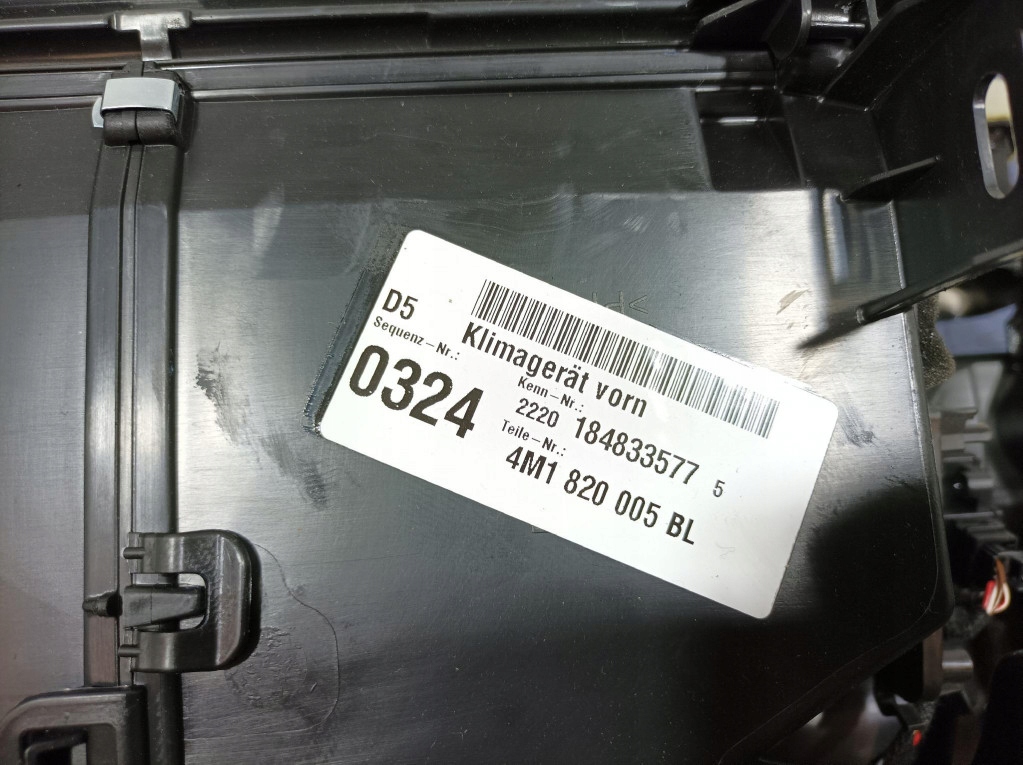 D5
Sequenz-Nr.:
0324
Klimagerät vorn
Kenn-Nr.:
2220 184833577 5
Teile-Nr.:
4M1 820 005 BL